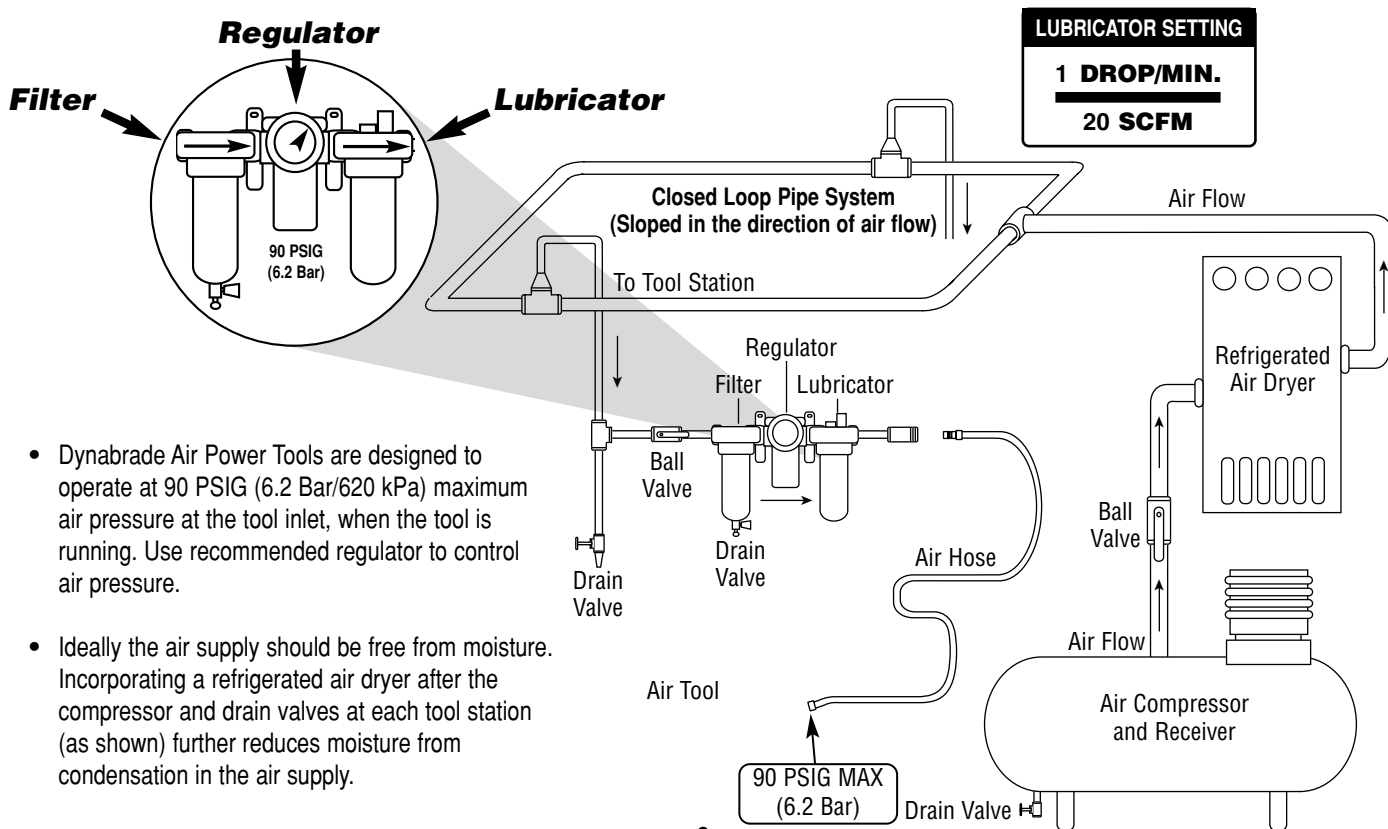 Regulator
Filter
Lubricator
90 PSIG
(6.2 Bar)
LUBRICATOR SETTING
1 DROP/MIN.
20 SCFM
Closed Loop Pipe System
(Sloped in the direction of air flow)
Air Flow
To Tool Station
Refrigerated
Air Dryer
Regulator
Filter
Lubricator
Ball
Valve
Drain
Valve
Drain
Valve
Air Hose
Ball
Valve
Air Flow
Air Compressor
and Receiver
Drain Valve
Air Tool
90 PSIG MAX
(6.2 Bar)
• Dynabrade Air Power Tools are designed to
operate at 90 PSIG (6.2 Bar/620 kPa) maximum
air pressure at the tool inlet, when the tool is
running. Use recommended regulator to control
air pressure.
• Ideally the air supply should be free from moisture.
Incorporating a refrigerated air dryer after the
compressor and drain valves at each tool station
(as shown) further reduces moisture from
condensation in the air supply.